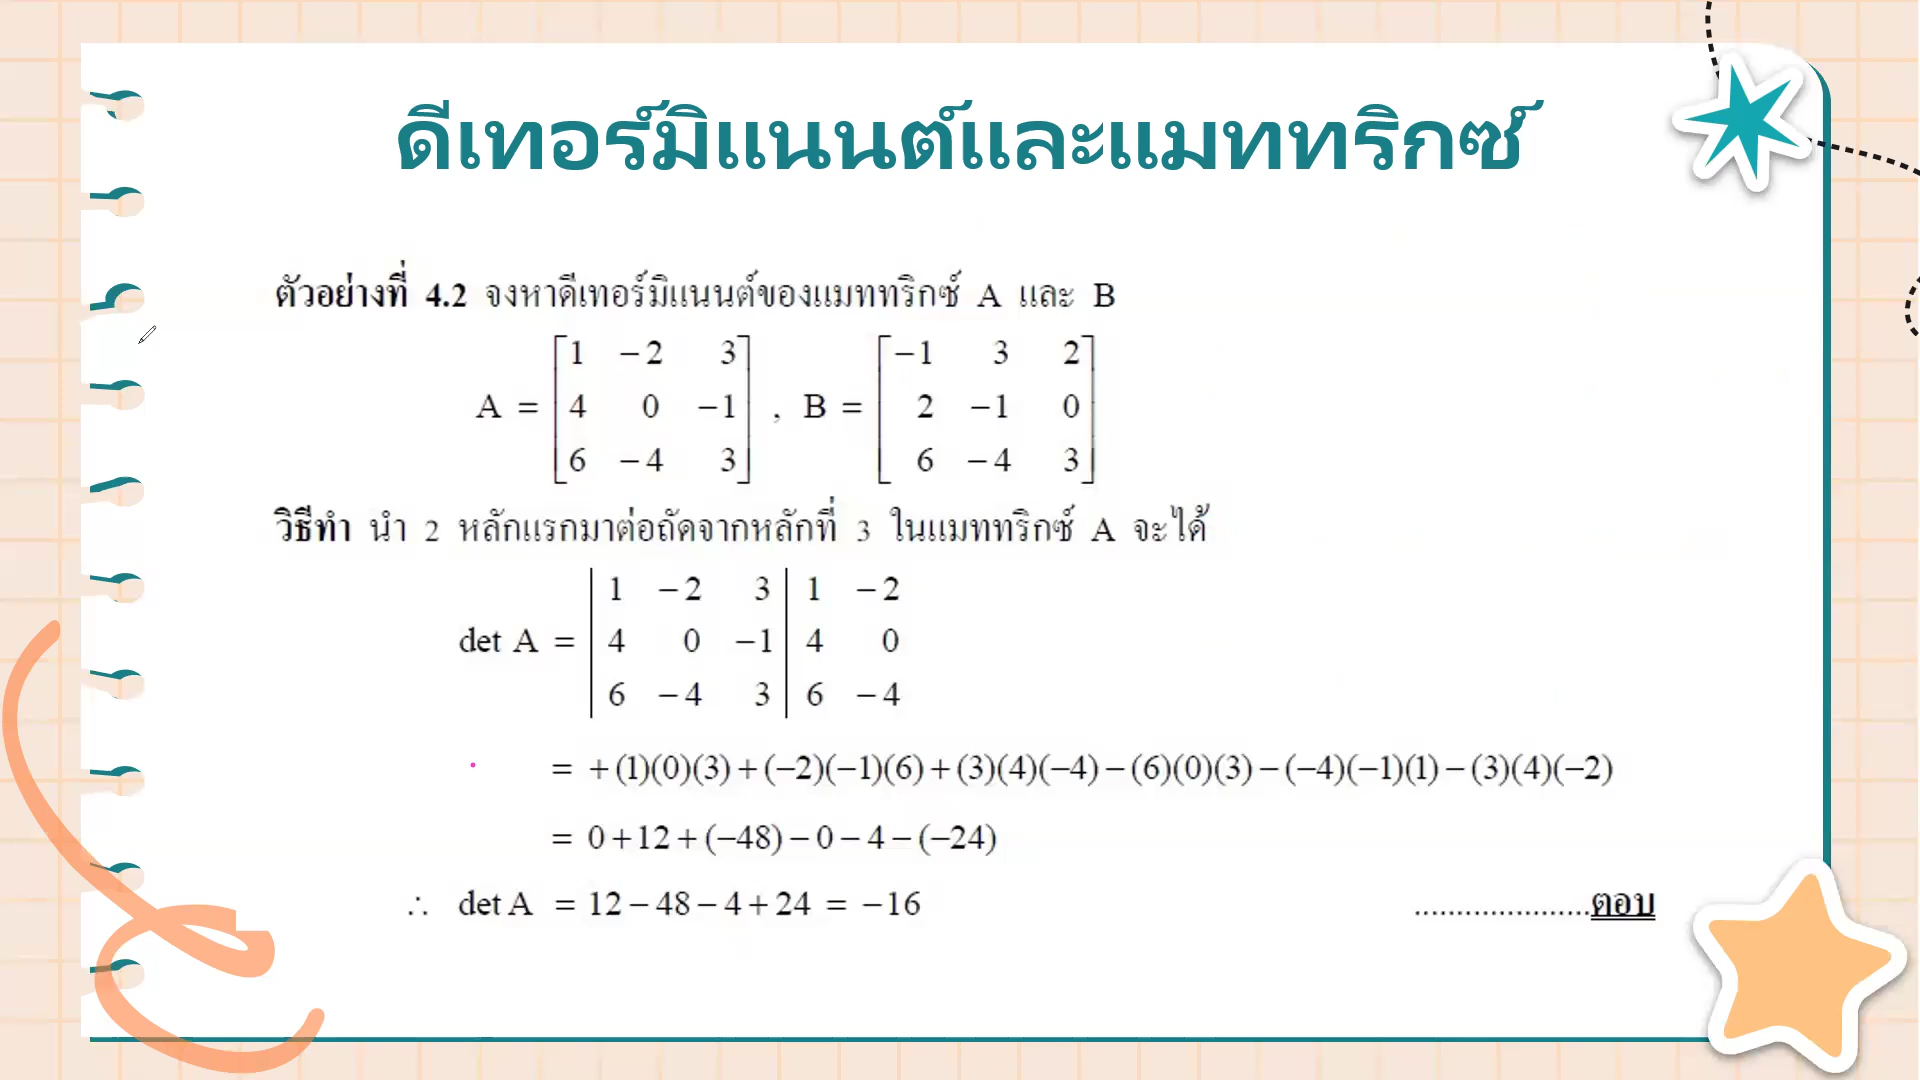 ดีเทอร์มิแนนต์และแมททริกซ์
ตัวอย่างที่ 4.2 จงหาดีเทอร์มิแนนต์ของแมททริกซ์ A และ B
A = [1 −2 3; 4 0 −1; 6 −4 3] , B = [−1 3 2; 2 −1 0; 6 −4 3]
วิธีทำ นำ 2 หลักแรกมาต่อถัดจากหลักที่ 3 ในแมททริกซ์ A จะได้
det A = |1 −2 3; 4 0 −1; 6 −4 3| 1 −2; 4 0; 6 −4
= +(1)(0)(3)+(−2)(−1)(6)+(3)(4)(−4)−(6)(0)(3)−(−4)(−1)(1)−(3)(4)(−2)
= 0+12+(−48)−0−4−(−24)
∴ det A = 12−48−4+24 = −16 .....................ตอบ